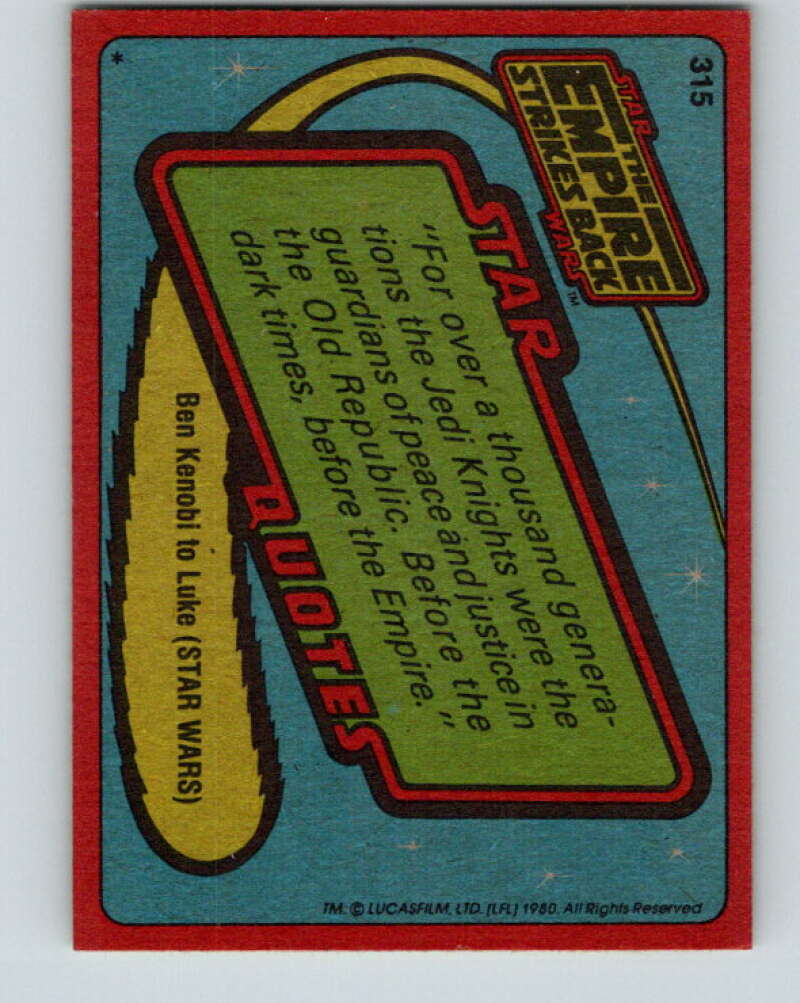 315
STAR
THE
EMPIRE
STRIKES BACK
WARS™
STAR
"For over a thousand genera-
tions the Jedi Knights were the
guardians of peace and justice in
the Old Republic. Before the
dark times, before the Empire."
QUOTES
Ben Kenobi to Luke (STAR WARS)
*
TM: © LUCASFILM, LTD. [LFL] 1980. All Rights Reserved